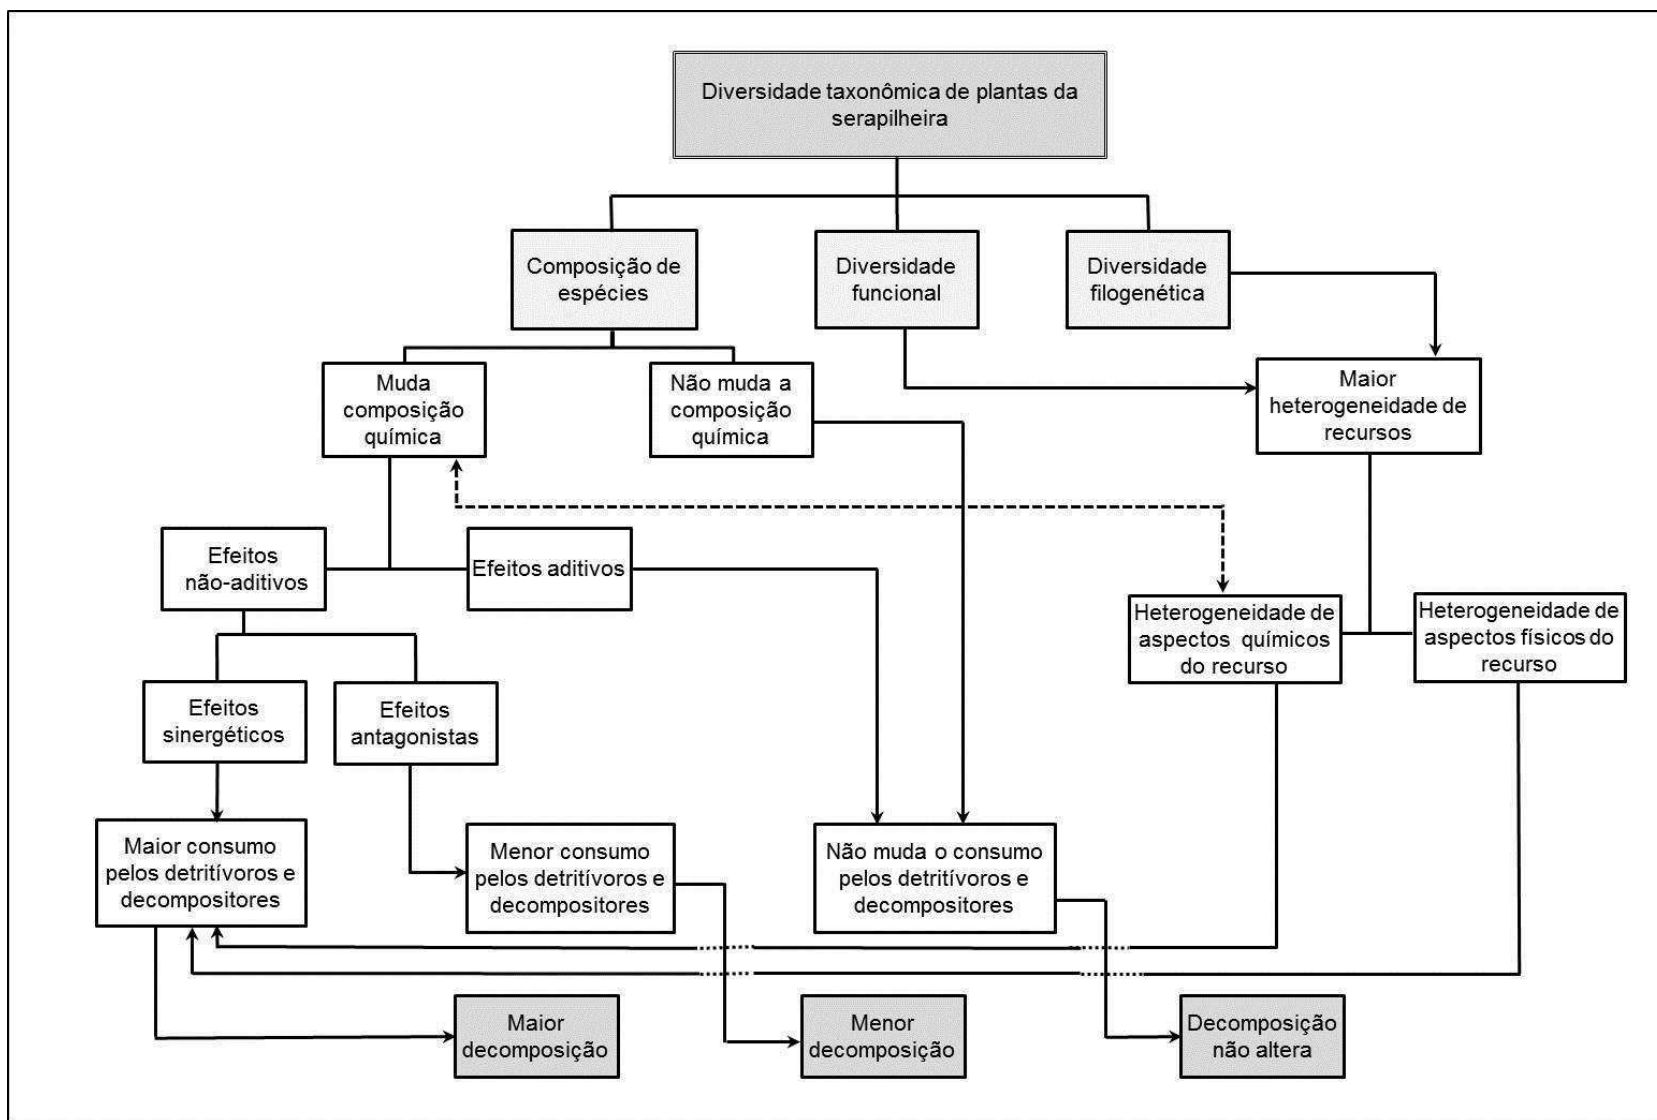 Diversidade taxonômica de plantas da
serapilheira
Composição de
espécies
Diversidade
funcional
Diversidade
filogenética
Muda
composição
química
Não muda a
composição
química
Maior
heterogeneidade de
recursos
Efeitos
não-aditivos
Efeitos aditivos
Heterogeneidade de
aspectos químicos
do recurso
Heterogeneidade de
aspectos físicos do
recurso
Efeitos
sinergéticos
Efeitos
antagonistas
Maior consumo
pelos detritívoros e
decompositores
Menor consumo
pelos detritívoros e
decompositores
Não muda o consumo
pelos detritívoros e
decompositores
Maior
decomposição
Menor
decomposição
Decomposição
não altera